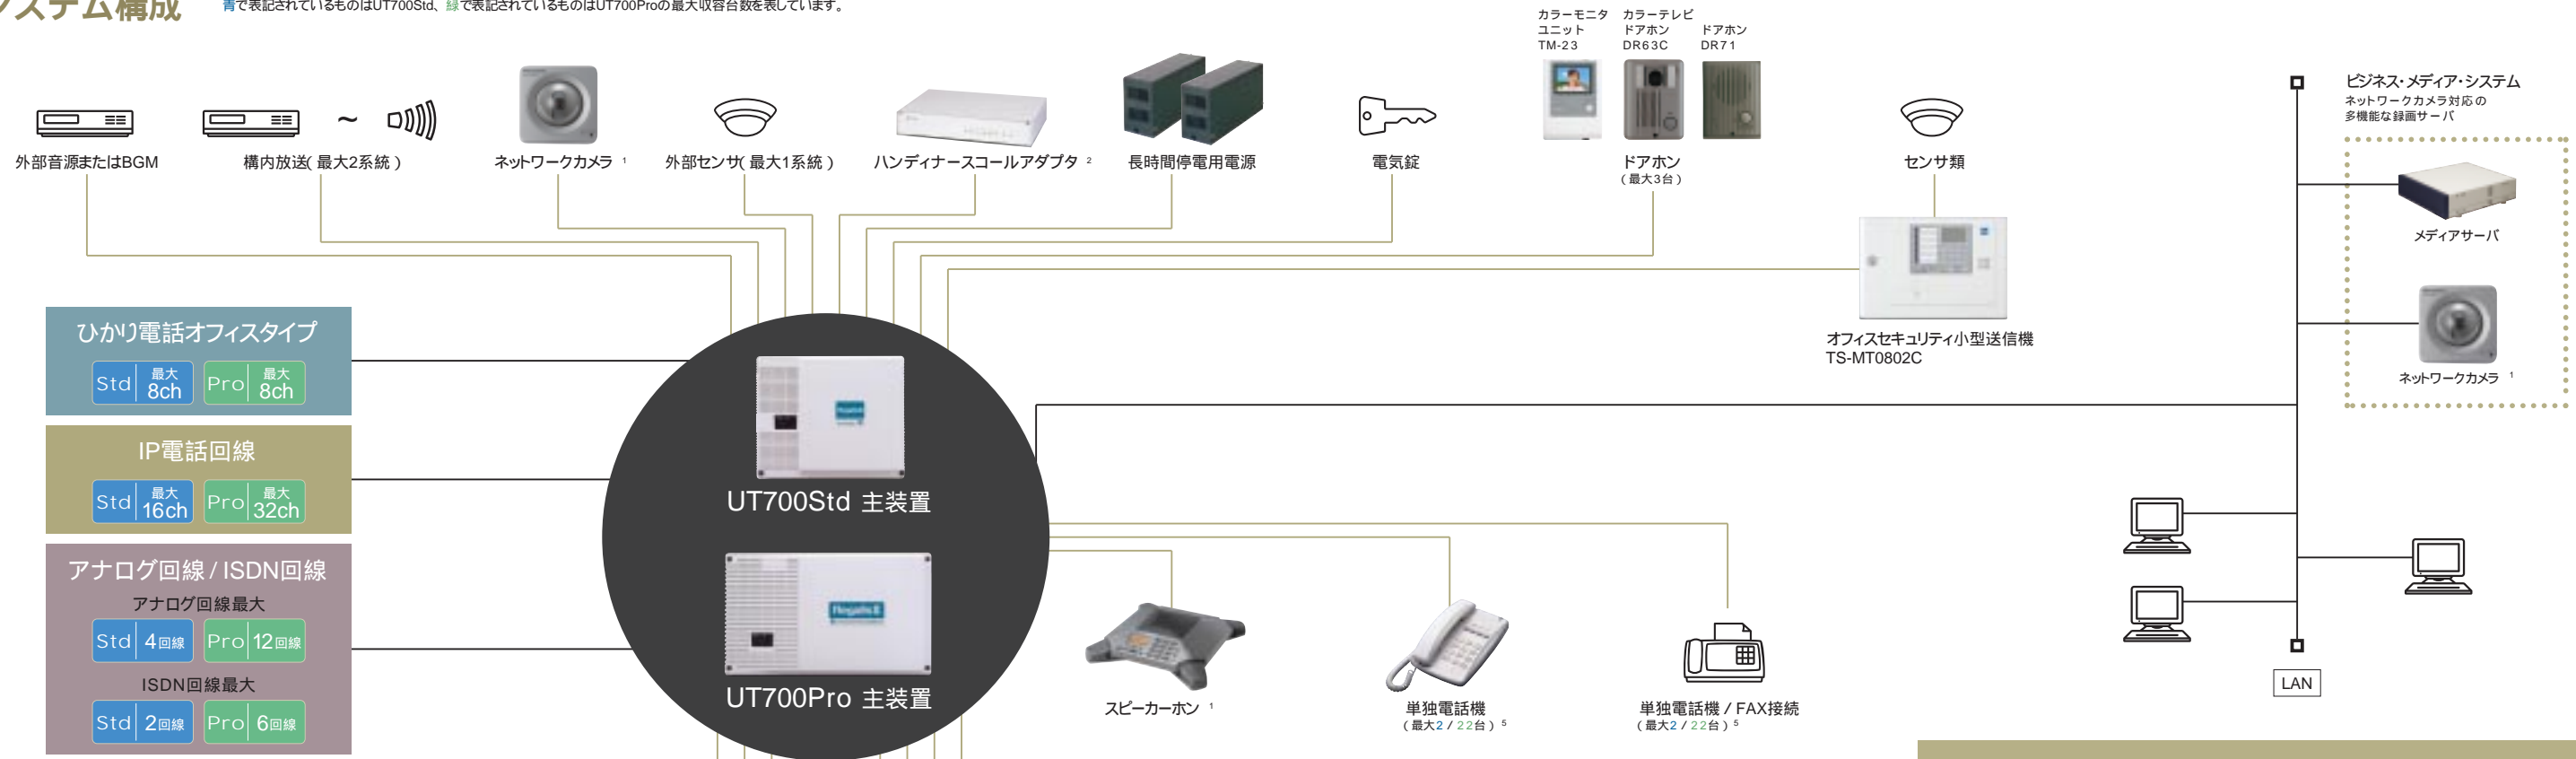 システム構成
青で表記されているものはUT700Std、緑で表記されているものはUT700Proの最大収容台数を表しています。
外部音源またはBGM
構内放送(最大2系統)
ネットワークカメラ 1
外部センサ(最大1系統)
ハンディナースコールアダプタ 2
長時間停電用電源
電気錠
カラーモニタ
ユニット
TM-23
カラーテレビ
ドアホン
DR63C
ドアホン
DR71
ドアホン
(最大3台)
センサ類
オフィスセキュリティ小型送信機
TS-MT0802C
ビジネス・メディア・システム
ネットワークカメラ対応の
多機能な録画サーバ
メディアサーバ
ネットワークカメラ 1
ひかり電話オフィスタイプ
Std 最大 8ch Pro 最大 8ch
IP電話回線
Std 最大 16ch Pro 最大 32ch
アナログ回線 / ISDN回線
アナログ回線最大
Std 4回線 Pro 12回線
ISDN回線最大
Std 2回線 Pro 6回線
UT700Std 主装置
UT700Pro 主装置
スピーカーホン 1
単独電話機
(最大2 / 22台) 5
単独電話機 / FAX接続
(最大2 / 22台) 5
LAN